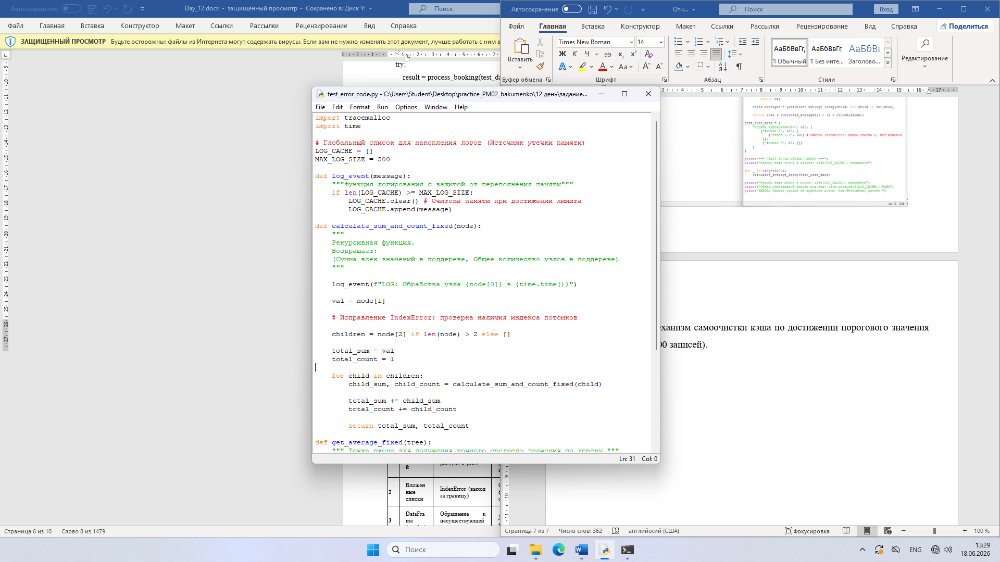 Автосохранение
Day_12.docx - защищенный просмотр - Сохранено в: Диск Y:
Поиск
Файл Главная Вставка Конструктор Макет Ссылки Рассылки Рецензирование Вид Справка
ЗАЩИЩЕННЫЙ ПРОСМОТР Будьте осторожны: файлы из Интернета могут содержать вирусы. Если вам не нужно изменять этот документ, лучше работать с ним в
try:
result = process_booking(test_da
й
2 Вложен IndexError (выход
ные за границу)
списки
3 DataFra Обращение к
me несуществующей
Страница 6 из 10 Слово 8 из 1479
Автосохранение Отч... Поиск Вход
Файл Главная Вставка Конструктор Макет Ссылки Рассылки Рецензирование Вид Справка Поделиться
Вставить
Буфер обмена
Times New Roman 14
Ж К Ч ab x₂ x²
Aa
Шрифт
Абзац
АаБбВвГг, АаБбВвГг, АаБбВв
¶ Обычный ¶ Без инте... Заголово...
Стили
Редактирование
return val
child_averages = [calculate_average_leaky(child) for child in children]
return (val + sum(child_averages)) / (1 + len(children))
test_tree_data = [
"Корень (Департамент)", 100, [
["Филиал 1", 120, [
["Отдел 1.1", 150] # Ошибка IndexError: длина списка 2, нет индекса
]],
["Филиал 2", 80, []]
]
]
print("=== СТАРТ ТЕСТА УТЕЧКИ ПАМЯТИ ===")
print(f"Размер кэша логов в начале: {len(LOG_CACHE)} элементов")
for _ in range(5000):
calculate_average_leaky(test_tree_data)
print(f"Размер кэша логов в конце: {len(LOG_CACHE)} элементов")
print(f"Объем оперативной памяти под кэш: {sys.getsizeof(LOG_CACHE)} байт")
print("ВЫВОД: Память уходит на хранение логов, кэш бесконечно растёт!")
Ln: 19
ханизм самоочистки кэша по достижении порогового значения
00 записей).
Страница 7 из 7 Число слов: 362 английский (США) Фокусировка 100 %
test_error_code.py - C:\Users\Student\Desktop\practice_PM02_bakumenko\12 день\задание...
File Edit Format Run Options Window Help
import tracemalloc
import time
# Глобальный список для накопления логов (Источник утечки памяти)
LOG_CACHE = []
MAX_LOG_SIZE = 500
def log_event(message):
"""Функция логирования с защитой от переполнения памяти"""
if len(LOG_CACHE) >= MAX_LOG_SIZE:
LOG_CACHE.clear() # Очитска памяти при достижении лимита
LOG_CACHE.append(message)
def calculate_sum_and_count_fixed(node):
"""
Рекурсивная функция.
Возвращает:
(Сумма всех значений в поддереве, Общее количество узлов в поддереве)
"""
log_event(f"LOG: Обработка узла {node[0]} в {time.time()}")
val = node[1]
# Исправление IndexError: проверка наличия индекса потомков
children = node[2] if len(node) > 2 else []
total_sum = val
total_count = 1
for child in children:
child_sum, child_count = calculate_sum_and_count_fixed(child)
total_sum += child_sum
total_count += child_count
return total_sum, total_count
def get_average_fixed(tree):
""" Точка входа для получения точного среднего значения по дереву """
Ln: 31 Col: 0
Поиск
ENG
13:29
18.06.2026